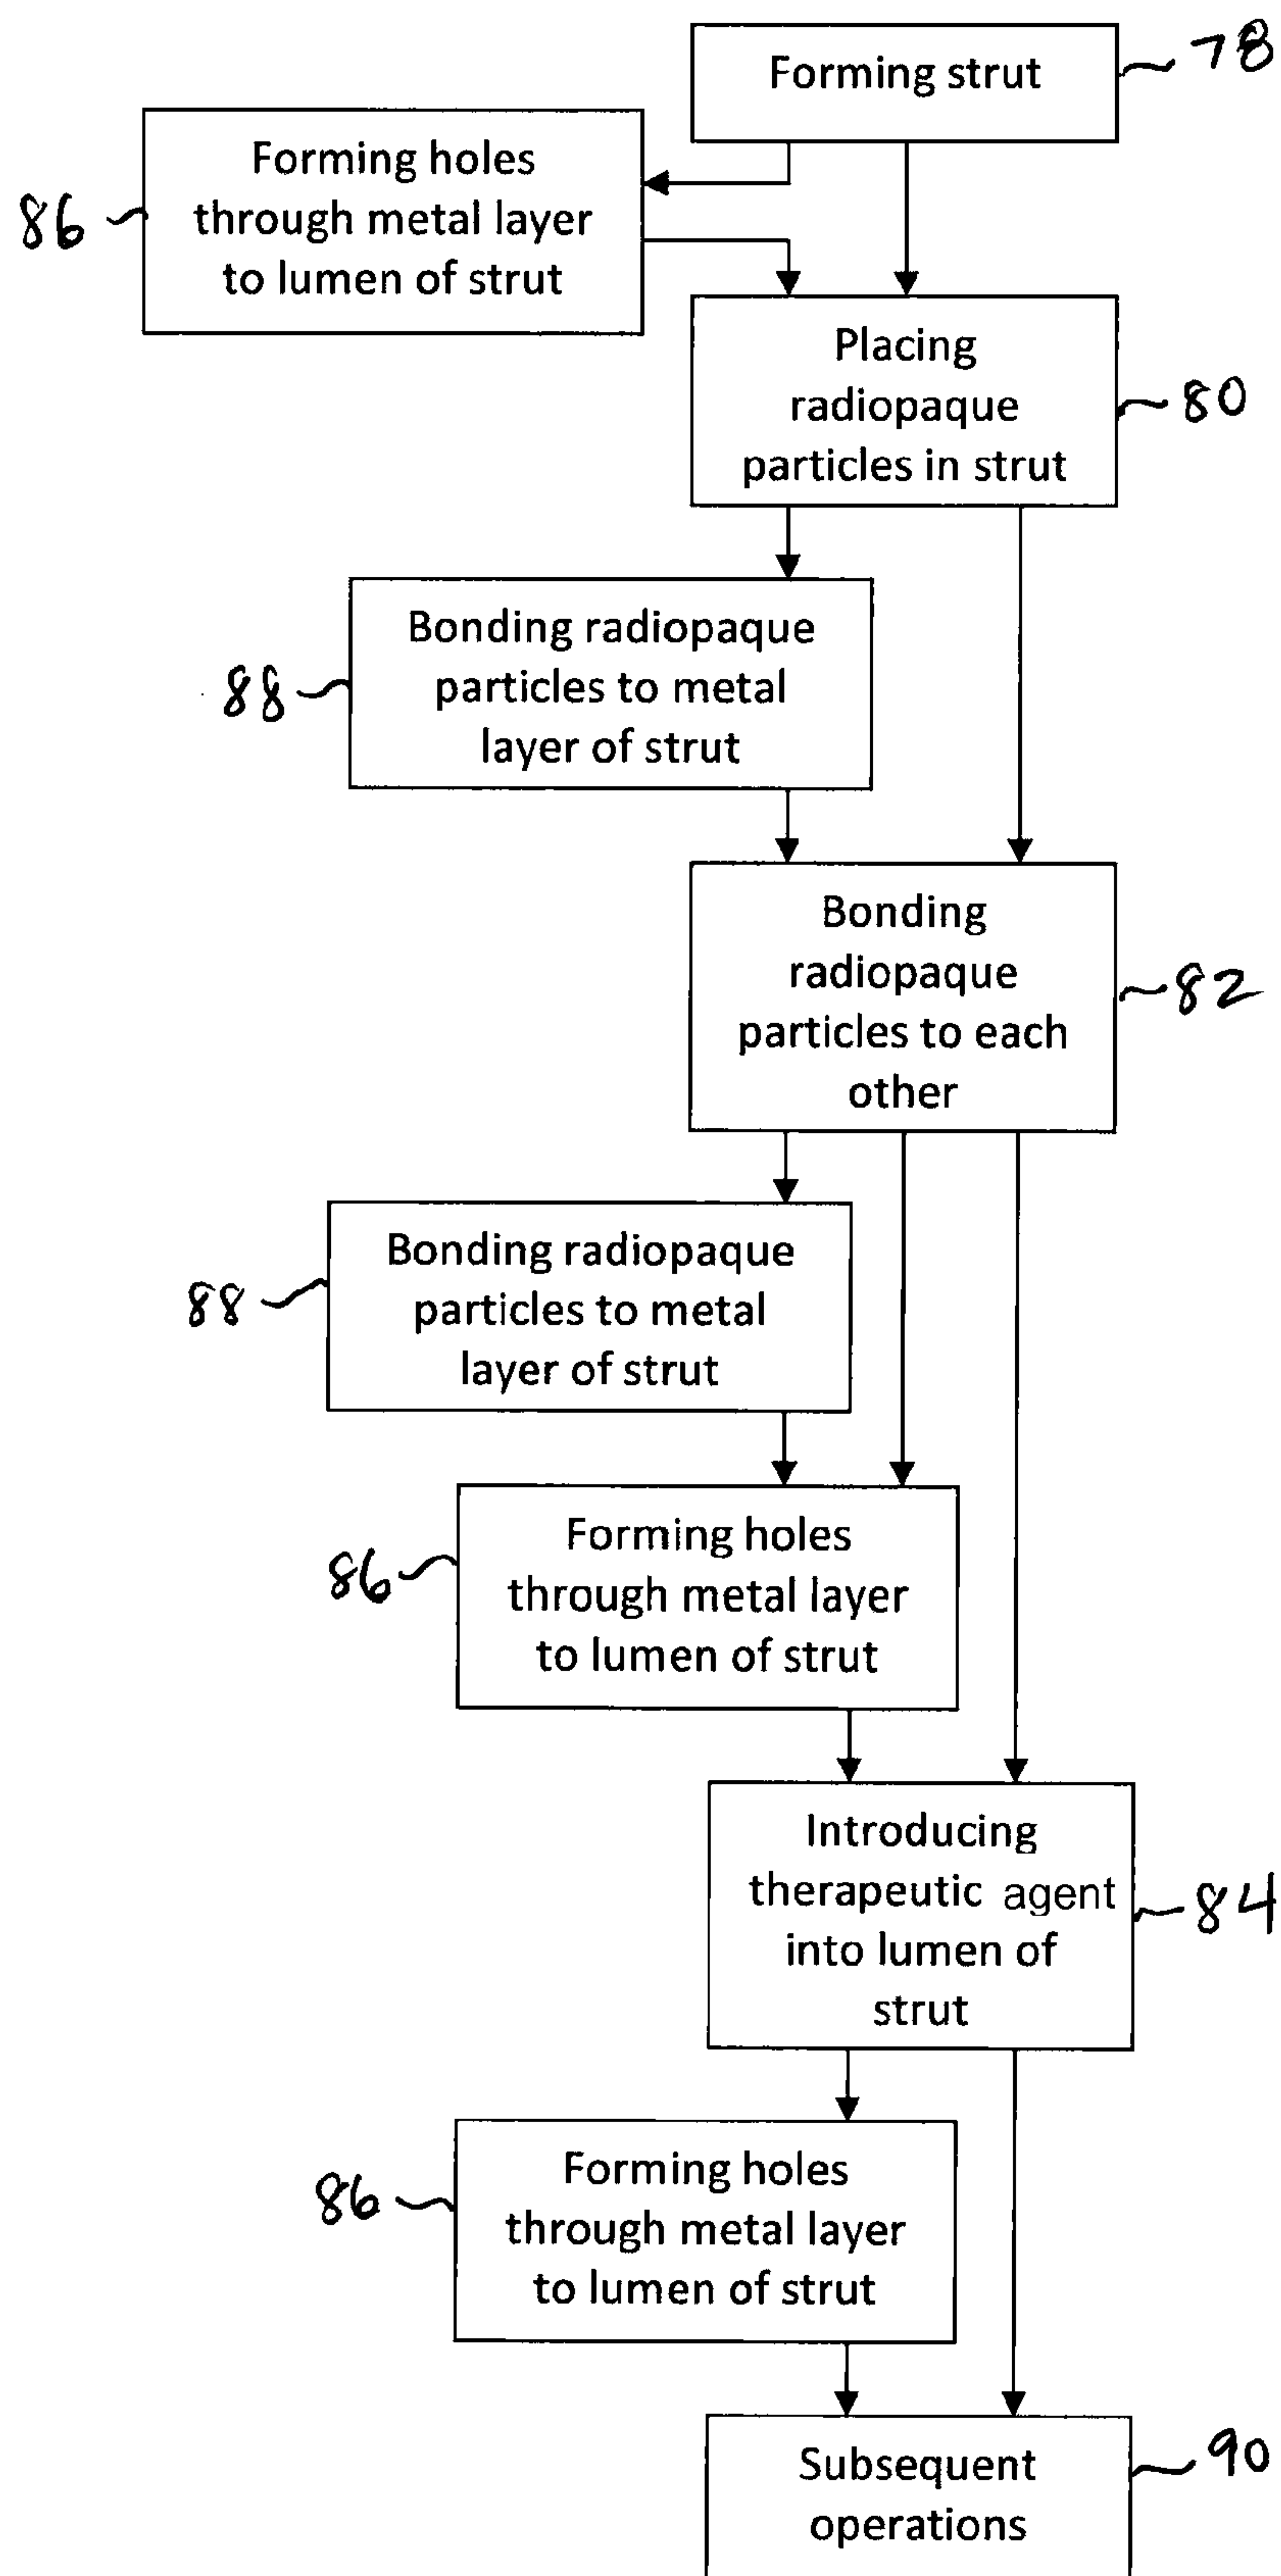 Forming strut
78
Forming holes
through metal layer
to lumen of strut
86
Placing
radiopaque
particles in strut
80
Bonding radiopaque
particles to metal
layer of strut
88
Bonding
radiopaque
particles to each
other
82
Bonding radiopaque
particles to metal
layer of strut
88
Forming holes
through metal layer
to lumen of strut
86
Introducing
therapeutic agent
into lumen of
strut
84
Forming holes
through metal layer
to lumen of strut
86
Subsequent
operations
90